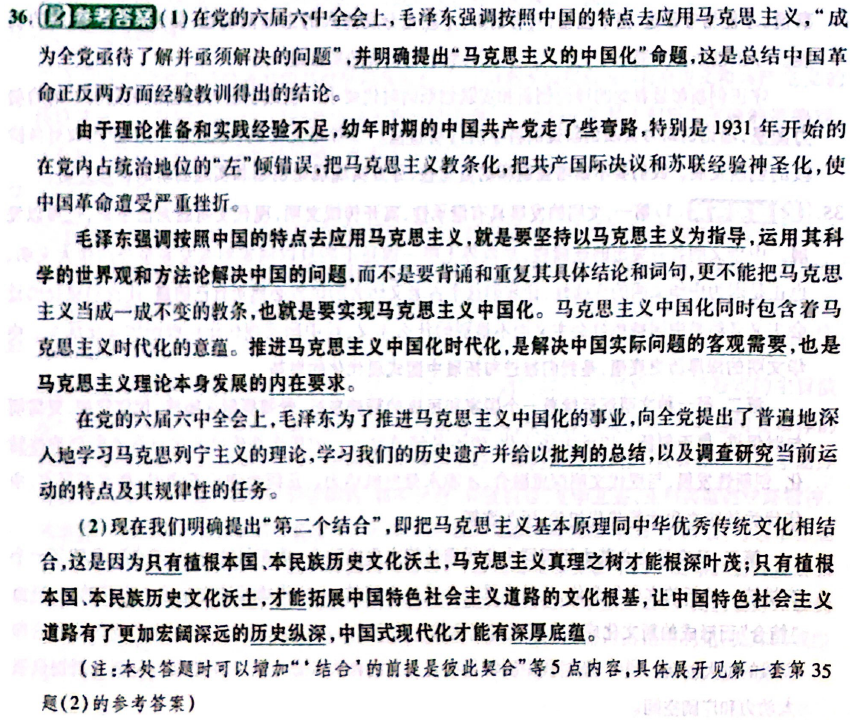 36.参考答案(1)在党的六届六中全会上,毛泽东强调按照中国的特点去应用马克思主义,“成
为全党亟待了解并亟须解决的问题”,并明确提出“马克思主义的中国化”命题,这是总结中国革
命正反两方面经验教训得出的结论。
由于理论准备和实践经验不足,幼年时期的中国共产党走了些弯路,特别是1931年开始的
在党内占统治地位的“左”倾错误,把马克思主义教条化,把共产国际决议和苏联经验神圣化,使
中国革命遭受严重挫折。
毛泽东强调按照中国的特点去应用马克思主义,就是要坚持以马克思主义为指导,运用其科
学的世界观和方法论解决中国的问题,而不是要背诵和重复其具体结论和词句,更不能把马克思
主义当成一成不变的教条,也就是要实现马克思主义中国化。马克思主义中国化同时包含着马
克思主义时代化的意蕴。推进马克思主义中国化时代化,是解决中国实际问题的客观需要,也是
马克思主义理论本身发展的内在要求。
在党的六届六中全会上,毛泽东为了推进马克思主义中国化的事业,向全党提出了普遍地深
入地学习马克思列宁主义的理论,学习我们的历史遗产并给以批判的总结,以及调查研究当前运
动的特点及其规律性的任务。
(2)现在我们明确提出“第二个结合”,即把马克思主义基本原理同中华优秀传统文化相结
合,这是因为只有植根本国、本民族历史文化沃土,马克思主义真理之树才能根深叶茂;只有植根
本国、本民族历史文化沃土,才能拓展中国特色社会主义道路的文化根基,让中国特色社会主义
道路有了更加宏阔深远的历史纵深,中国式现代化才能有深厚底蕴。
(注:本处答题时可以增加“‘结合’的前提是彼此契合”等5点内容,具体展开见第一套第35
题(2)的参考答案)